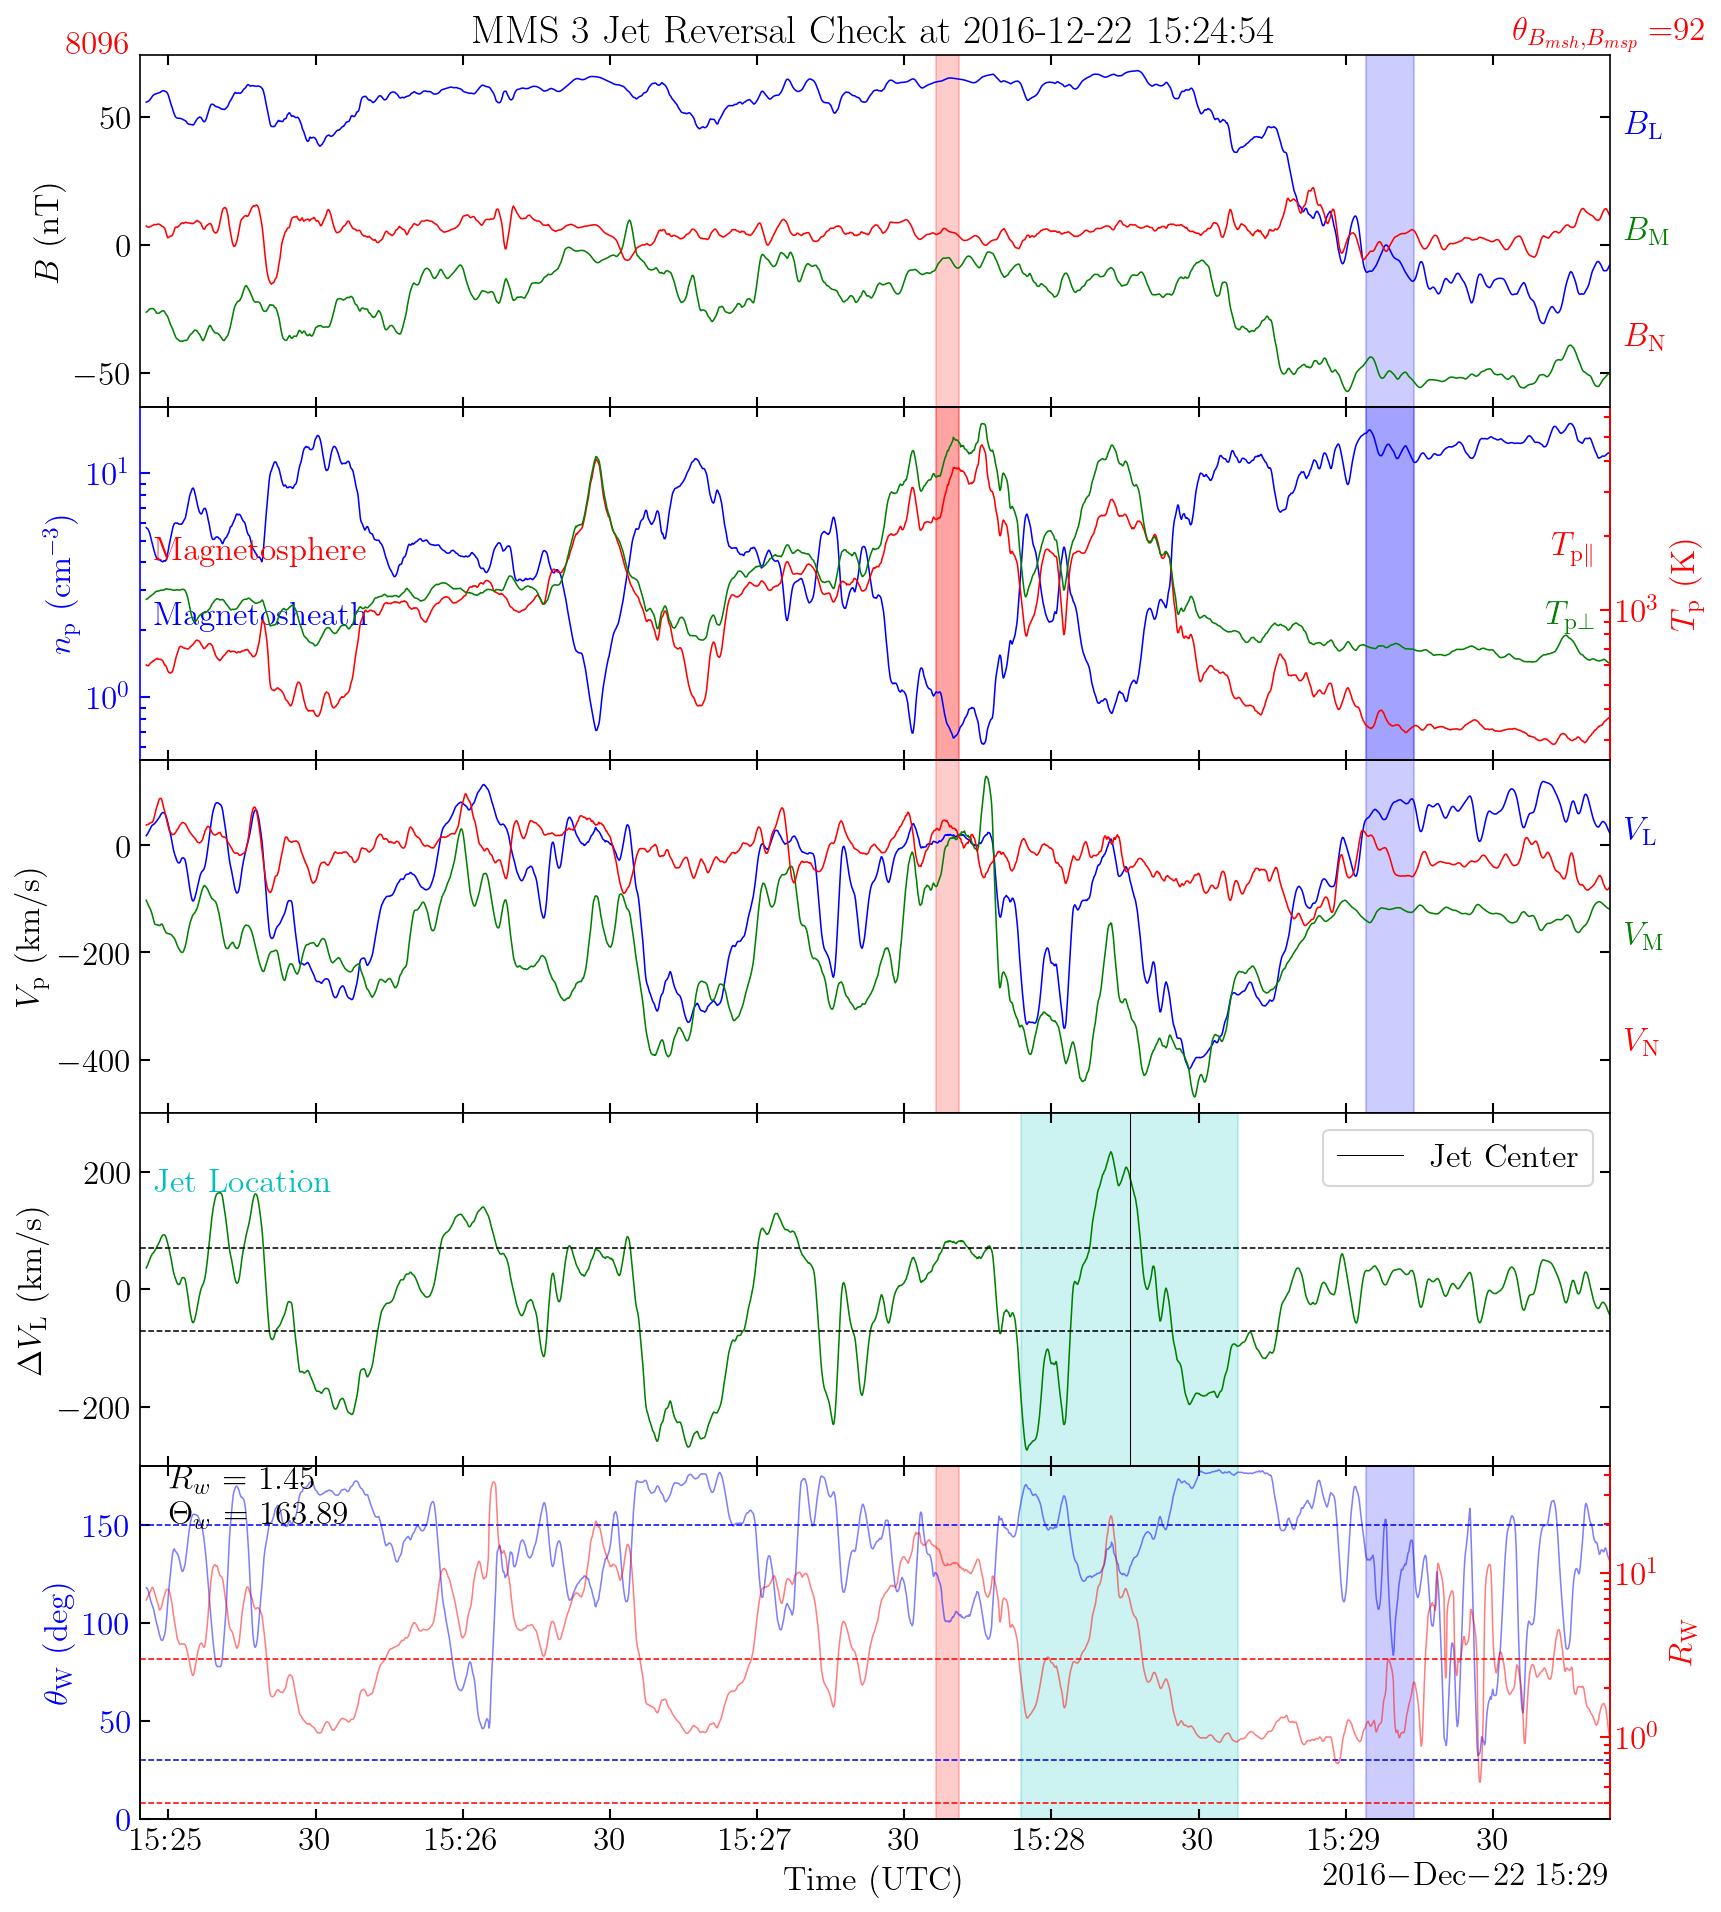 MMS 3 Jet Reversal Check at 2016-12-22 15:24:54
8096
θ_{B_{msh},B_{msp}} =92
50
0
−50
B (nT)
B_L
B_M
B_N
10^1
10^0
n_p (cm^{−3})
Magnetosphere
Magnetosheath
T_{p∥}
T_{p⊥}
10^3
T_p (K)
0
−200
−400
V_p (km/s)
V_L
V_M
V_N
200
0
−200
ΔV_L (km/s)
Jet Location
Jet Center
R_w = 1.45
Θ_w = 163.89
150
100
50
0
θ_W (deg)
10^1
10^0
R_W
15:25 30 15:26 30 15:27 30 15:28 30 15:29 30
Time (UTC)
2016−Dec−22 15:29